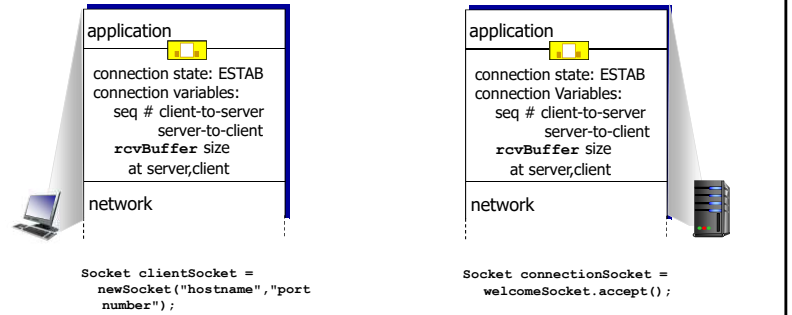 application
connection state: ESTAB
connection variables:
seq # client-to-server
server-to-client
rcvBuffer size
at server,client
network
Socket clientSocket =
newSocket("hostname","port
number");
application
connection state: ESTAB
connection Variables:
seq # client-to-server
server-to-client
rcvBuffer size
at server,client
network
Socket connectionSocket =
welcomeSocket.accept();